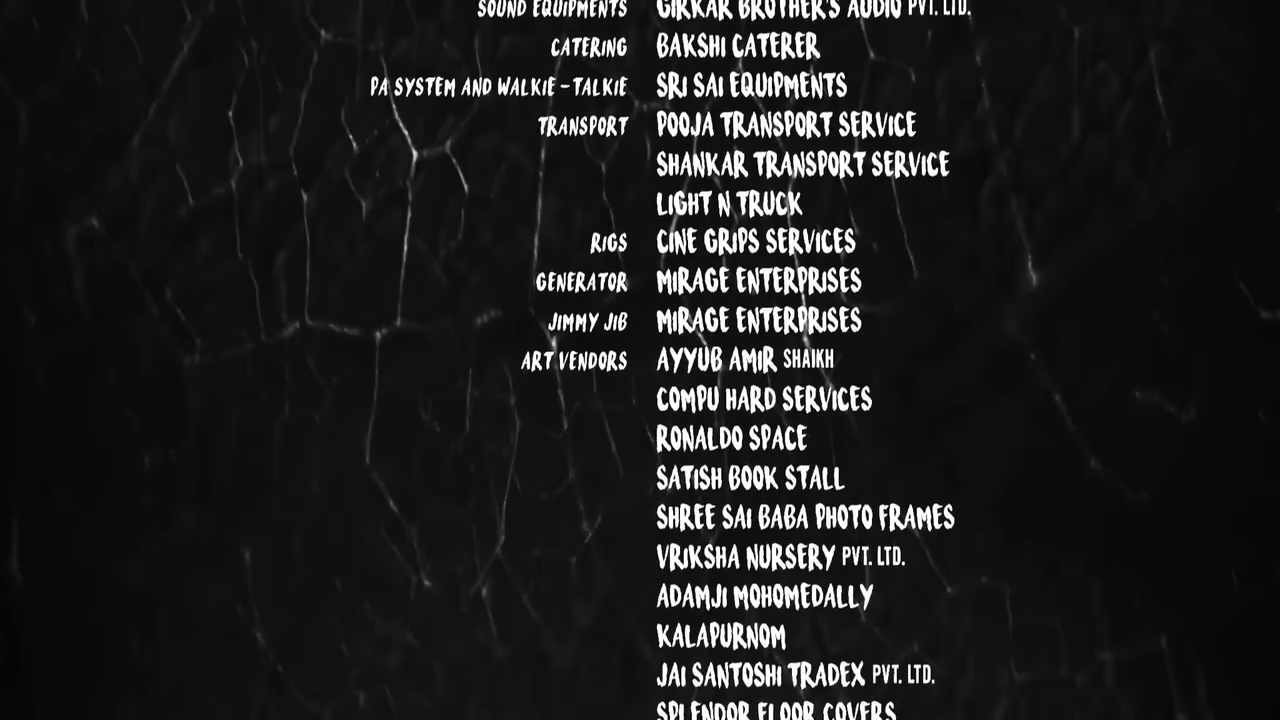 SOUND EQUIPMENTS GIRKAR BROTHER'S AUDIO PVT. LTD.
CATERING BAKSHI CATERER
PA SYSTEM AND WALKIE - TALKIE SRI SAI EQUIPMENTS
TRANSPORT POOJA TRANSPORT SERVICE
SHANKAR TRANSPORT SERVICE
LIGHT N TRUCK
RIGS CINE GRIPS SERVICES
GENERATOR MIRAGE ENTERPRISES
JIMMY JIB MIRAGE ENTERPRISES
ART VENDORS AYYUB AMIR SHAIKH
COMPU HARD SERVICES
RONALDO SPACE
SATISH BOOK STALL
SHREE SAI BABA PHOTO FRAMES
VRIKSHA NURSERY PVT. LTD.
ADAMJI MOHOMEDALLY
KALAPURNOM
JAI SANTOSHI TRADEX PVT. LTD.
SPLENDOR FLOOR COVERS